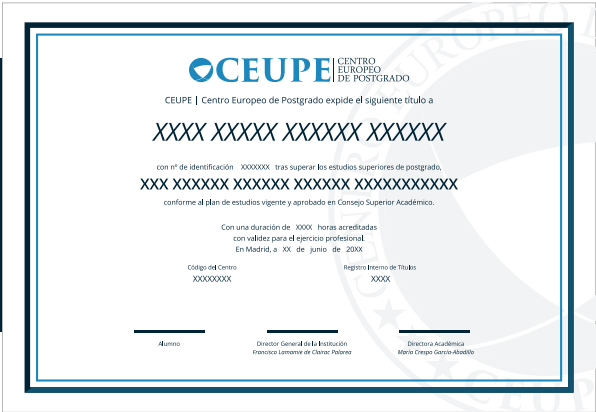 CEUPE CENTRO
EUROPEO
DE POSTGRADO
CEUPE | Centro Europeo de Postgrado expide el siguiente título a
XXXX XXXXX XXXXXX XXXXXX
con nº de identificación XXXXXXX tras superar los estudios superiores de postgrado,
XXX XXXXXX XXXXXX XXXXXX XXXXXXXXXXX
conforme al plan de estudios vigente y aprobado en Consejo Superior Académico.
Con una duración de XXXX horas acreditadas
con validez para el ejercicio profesional.
En Madrid, a XX de junio de 20XX
Código del Centro Registro Interno de Títulos
XXXXXXXX XXXX
Alumno Director General de la Institución Directora Académica
Francisco Lamamie de Clairac Palarea María Crespo García-Abadillo